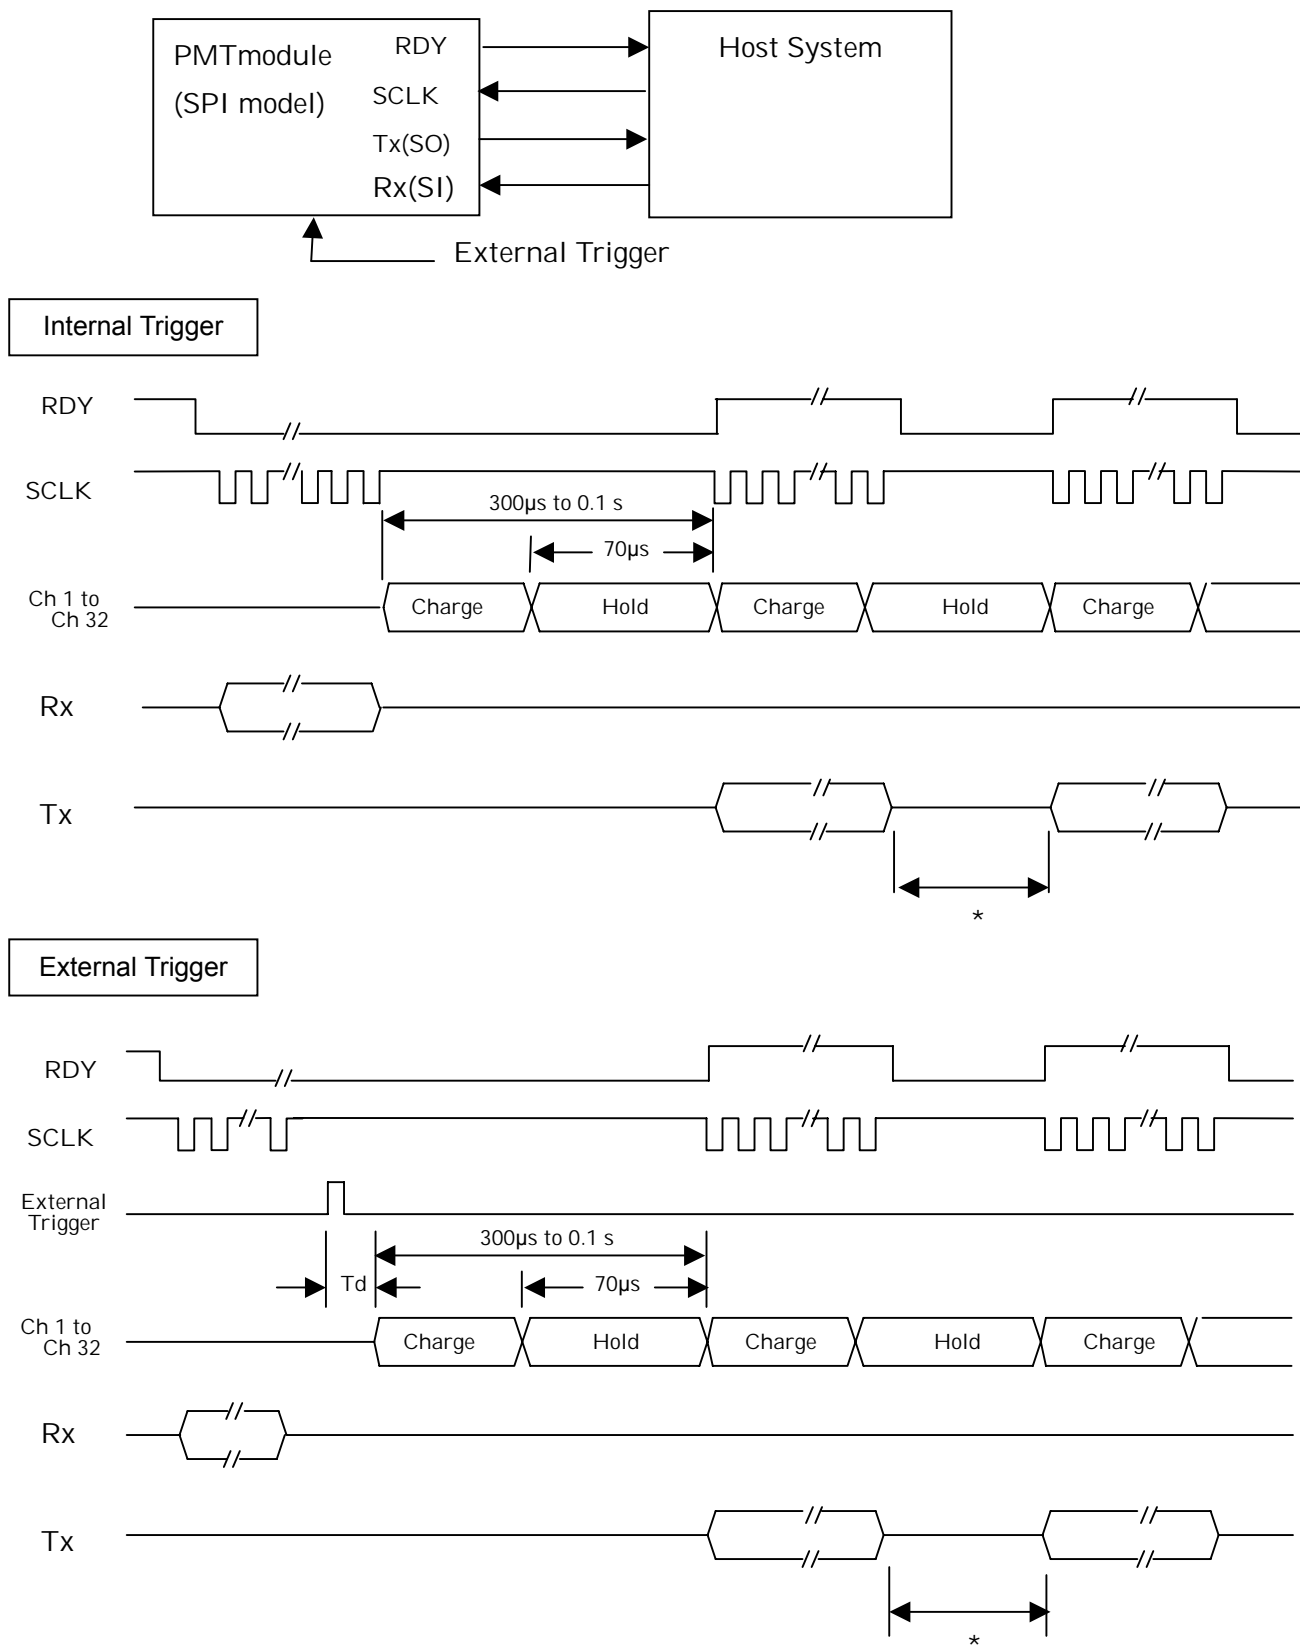 PMTmodule
(SPI model)
RDY
SCLK
Tx(SO)
Rx(SI)
Host System
External Trigger
Internal Trigger
RDY
SCLK
300µs to 0.1 s
70µs
Ch 1 to
Ch 32
Charge
Hold
Charge
Hold
Charge
Rx
Tx
*
External Trigger
RDY
SCLK
External
Trigger
300µs to 0.1 s
Td
70µs
Ch 1 to
Ch 32
Charge
Hold
Charge
Hold
Charge
Rx
Tx
*